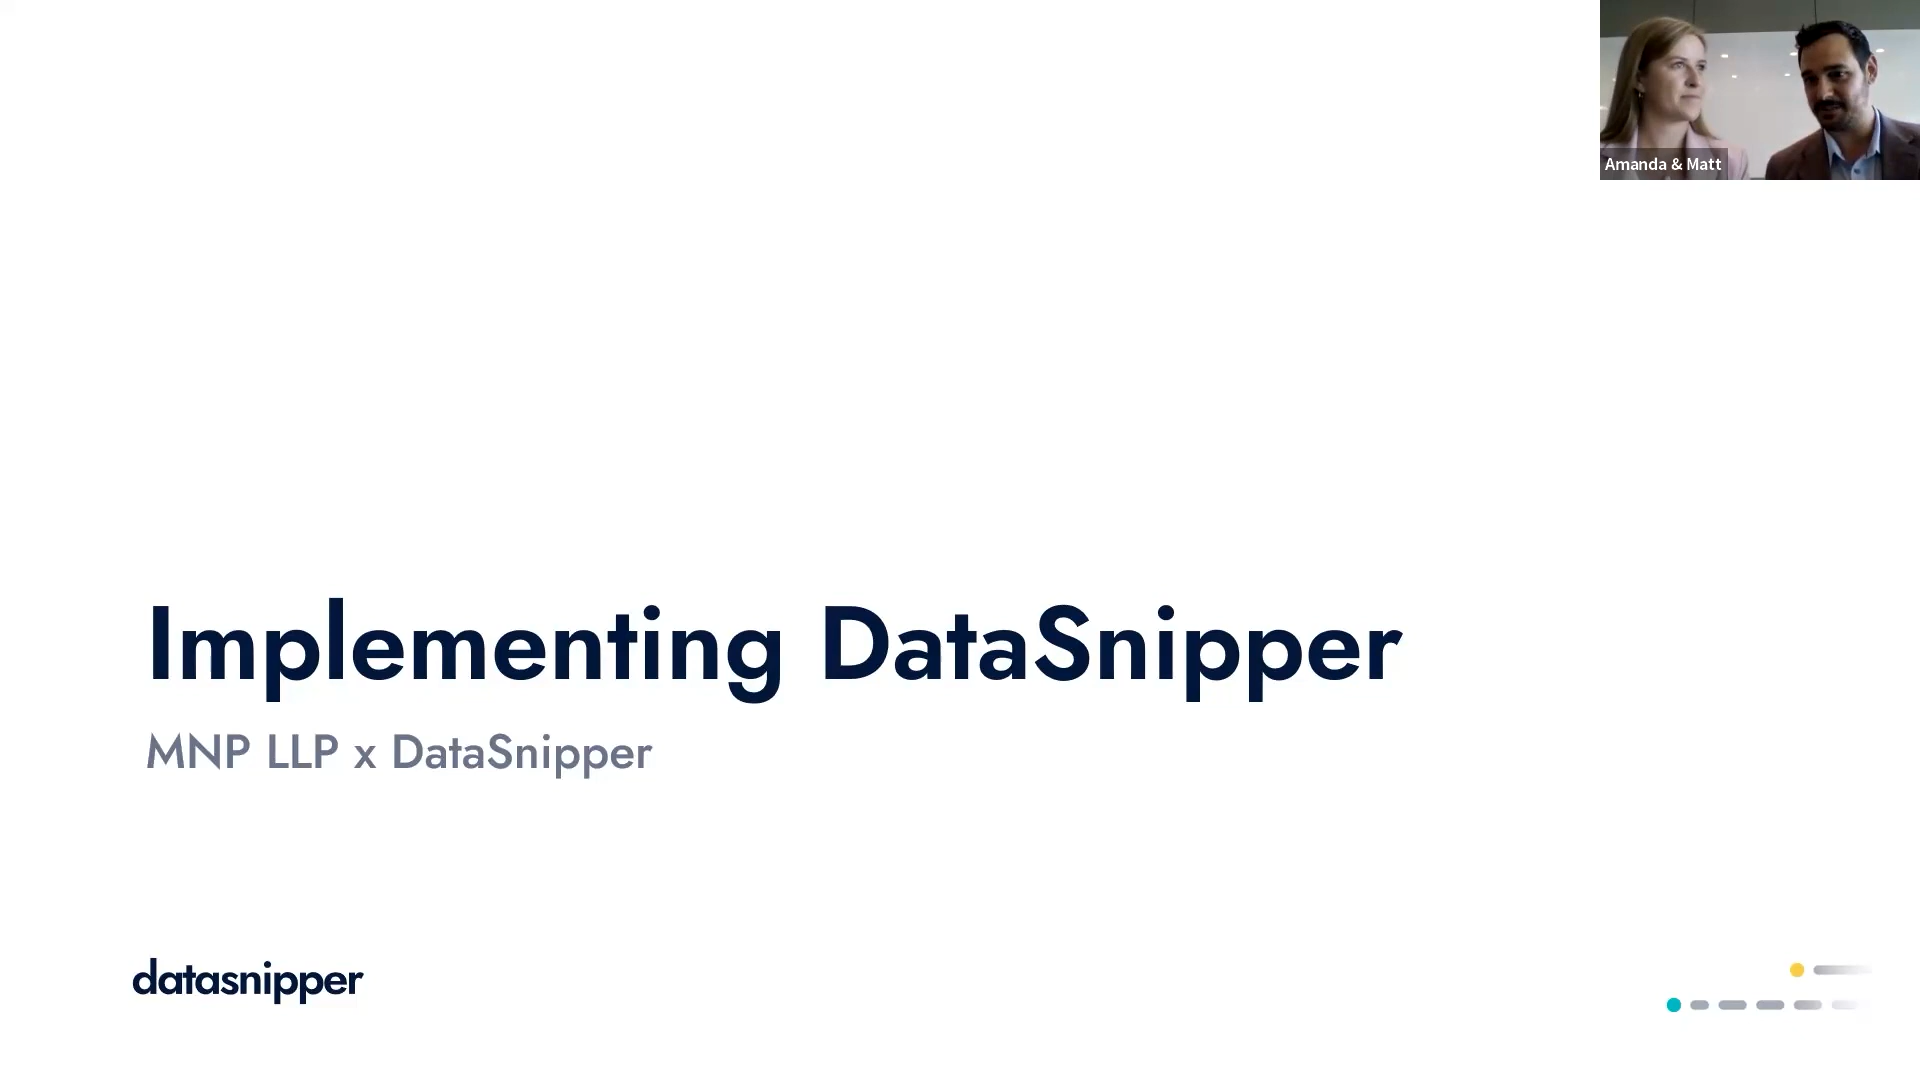 Amanda & Matt
Implementing DataSnipper
MNP LLP x DataSnipper
datasnipper